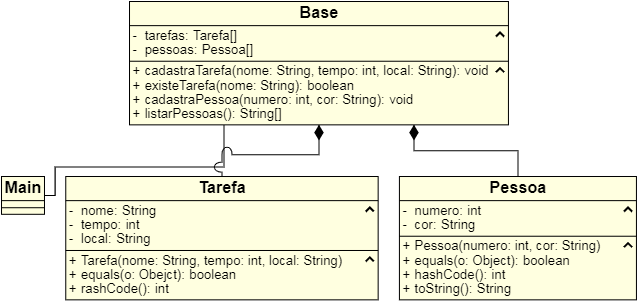 Base
- tarefas: Tarefa[]
- pessoas: Pessoa[]
+ cadastraTarefa(nome: String, tempo: int, local: String): void
+ existeTarefa(nome: String): boolean
+ cadastraPessoa(numero: int, cor: String): void
+ listarPessoas(): String[]
Main
Tarefa
- nome: String
- tempo: int
- local: String
+ Tarefa(nome: String, tempo: int, local: String)
+ equals(o: Obejct): boolean
+ rashCode(): int
Pessoa
- numero: int
- cor: String
+ Pessoa(numero: int, cor: String)
+ equals(o: Object): boolean
+ hashCode(): int
+ toString(): String